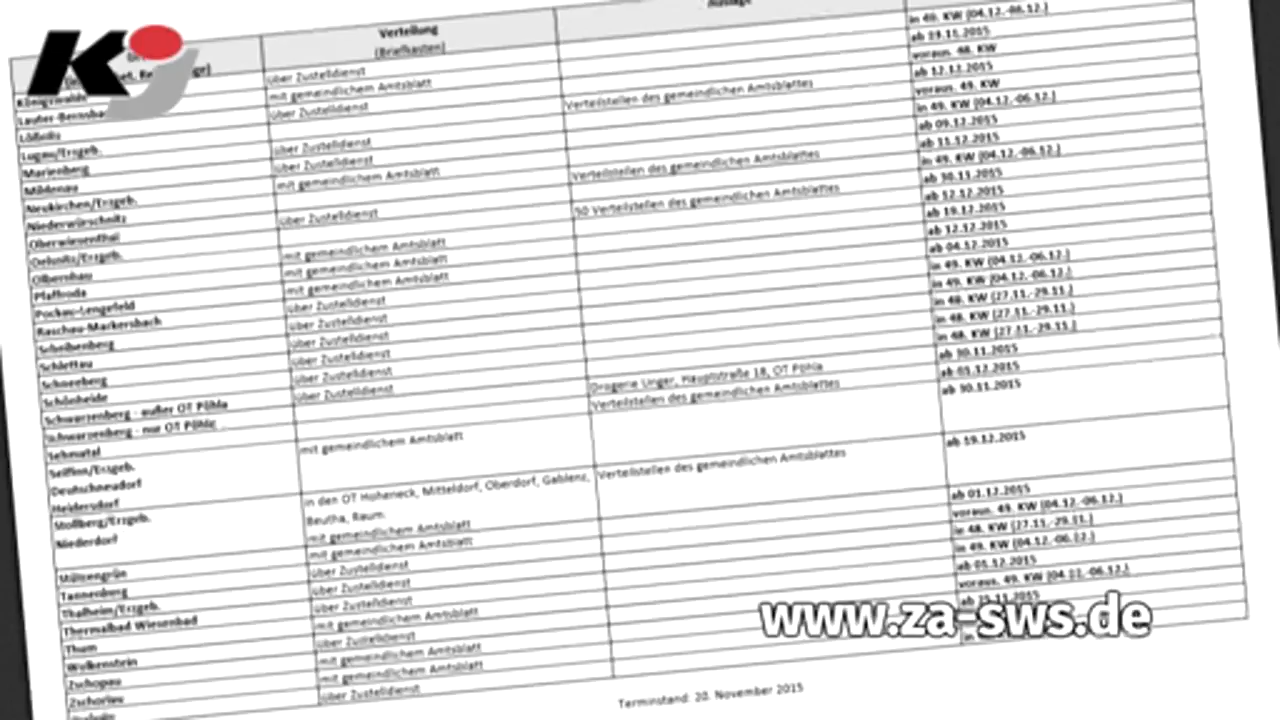 Verteilung
(Briefkasten)
Königswalde
Lößnitz
Lugau/Erzgeb.
Marienberg
Mildenau
Neukirchen/Erzgeb.
Niederwürschnitz
Oberwiesenthal
Oelsnitz/Erzgeb.
Olbernhau
Pfaffroda
Pockau-Lengefeld
Raschau-Markersbach
Scheibenberg
Schlettau
Schneeberg
Schönheide
Schwarzenberg - außer OT Pöhla
Schwarzenberg - nur OT Pöhla
Sehmatal
Seiffen/Erzgeb.
Deutschneudorf
Heidersdorf
Stollberg/Erzgeb.
Niederdorf
Stützengrün
Tannenberg
Thalheim/Erzgeb.
Thermalbad Wiesenbad
Thum
Wolkenstein
Zschopau
Zschorlau
über Zustelldienst
mit gemeindlichem Amtsblatt
über Zustelldienst
über Zustelldienst
über Zustelldienst
mit gemeindlichem Amtsblatt
über Zustelldienst
mit gemeindlichem Amtsblatt
mit gemeindlichem Amtsblatt
mit gemeindlichem Amtsblatt
über Zustelldienst
über Zustelldienst
über Zustelldienst
über Zustelldienst
über Zustelldienst
über Zustelldienst
mit gemeindlichem Amtsblatt
in den OT Hoheneck, Mitteldorf, Oberdorf, Gablenz,
Beutha, Raum
mit gemeindlichem Amtsblatt
mit gemeindlichem Amtsblatt
über Zustelldienst
über Zustelldienst
über Zustelldienst
mit gemeindlichem Amtsblatt
über Zustelldienst
mit gemeindlichem Amtsblatt
mit gemeindlichem Amtsblatt
über Zustelldienst
Verteilstellen des gemeindlichen Amtsblattes
Verteilstellen des gemeindlichen Amtsblattes
50 Verteilstellen des gemeindlichen Amtsblattes
Drogerie Unger, Hauptstraße 18, OT Pöhla
Verteilstellen des gemeindlichen Amtsblattes
Verteilstellen des gemeindlichen Amtsblattes
in 49. KW (04.12.-06.12.)
ab 19.11.2015
voraus. 48. KW
ab 12.12.2015
voraus. 49. KW
in 49. KW (04.12.-06.12.)
ab 09.12.2015
ab 11.12.2015
in 49. KW (04.12.-06.12.)
ab 30.11.2015
ab 12.12.2015
ab 19.12.2015
ab 12.12.2015
ab 04.12.2015
in 49. KW (04.12.-06.12.)
in 49. KW (04.12.-06.12.)
in 48. KW (27.11.-29.11.)
in 48. KW (27.11.-29.11.)
in 48. KW (27.11.-29.11.)
ab 30.11.2015
ab 01.12.2015
ab 30.11.2015
ab 19.12.2015
ab 01.12.2015
voraus. 49. KW (04.12.-06.12.)
in 48. KW (27.11.-29.11.)
in 49. KW (04.12.-06.12.)
ab 01.12.2015
voraus. 49. KW (04.12.-06.12.)
www.za-sws.de
Terminstand: 20. November 2015